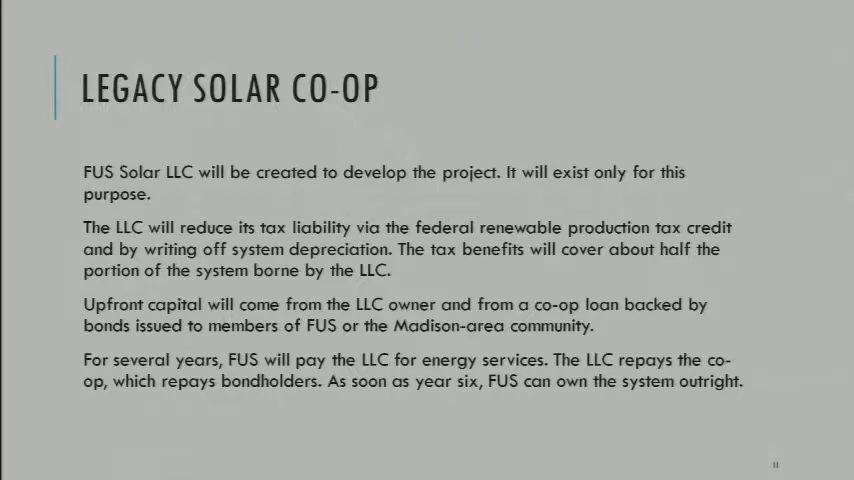 LEGACY SOLAR CO-OP
FUS Solar LLC will be created to develop the project. It will exist only for this
purpose.
The LLC will reduce its tax liability via the federal renewable production tax credit
and by writing off system depreciation. The tax benefits will cover about half the
portion of the system borne by the LLC.
Upfront capital will come from the LLC owner and from a co-op loan backed by
bonds issued to members of FUS or the Madison-area community.
For several years, FUS will pay the LLC for energy services. The LLC repays the co-
op, which repays bondholders. As soon as year six, FUS can own the system outright.
11